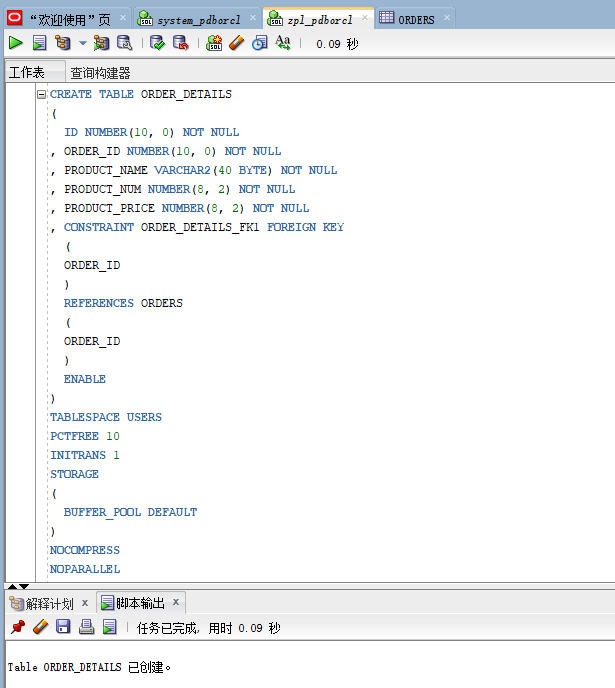 “欢迎使用”页 system_pdborcl zpl_pdborcl ORDERS
0.09 秒
工作表 查询构建器
CREATE TABLE ORDER_DETAILS
(
ID NUMBER(10, 0) NOT NULL
, ORDER_ID NUMBER(10, 0) NOT NULL
, PRODUCT_NAME VARCHAR2(40 BYTE) NOT NULL
, PRODUCT_NUM NUMBER(8, 2) NOT NULL
, PRODUCT_PRICE NUMBER(8, 2) NOT NULL
, CONSTRAINT ORDER_DETAILS_FK1 FOREIGN KEY
(
ORDER_ID
)
REFERENCES ORDERS
(
ORDER_ID
)
ENABLE
)
TABLESPACE USERS
PCTFREE 10
INITRANS 1
STORAGE
(
BUFFER_POOL DEFAULT
)
NOCOMPRESS
NOPARALLEL
解释计划 x 脚本输出 x
任务已完成, 用时 0.09 秒
Table ORDER_DETAILS 已创建。